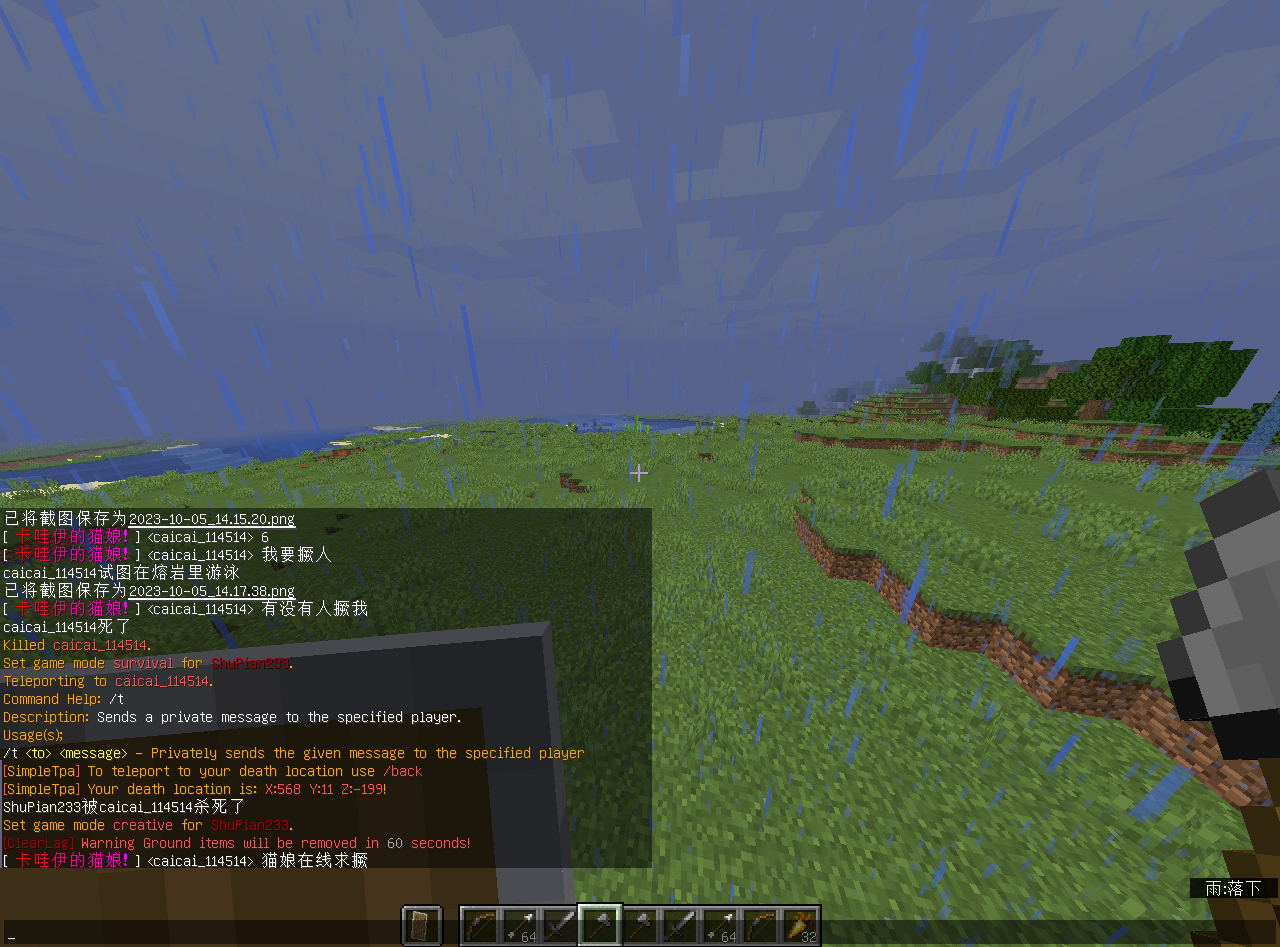 已将截图保存为2023-10-05_14.15.20.png
[ 卡哇伊的猫娘! ] <caicai_114514> 6
[ 卡哇伊的猫娘! ] <caicai_114514> 我要撅人
caicai_114514试图在熔岩里游泳
已将截图保存为2023-10-05_14.17.38.png
[ 卡哇伊的猫娘! ] <caicai_114514> 有没有人撅我
caicai_114514死了
Killed caicai_114514.
Set game mode survival for ShuPian233.
Teleporting to caicai_114514.
Command Help: /t
Description: Sends a private message to the specified player.
Usage(s);
/t <to> <message> - Privately sends the given message to the specified player
[SimpleTpa] To teleport to your death location use /back
[SimpleTpa] Your death location is: X:568 Y:11 Z:-199!
ShuPian233被caicai_114514杀死了
Set game mode creative for ShuPian233.
[ClearLag] Warning Ground items will be removed in 60 seconds!
[ 卡哇伊的猫娘! ] <caicai_114514> 猫娘在线求撅
雨:落下
64 64 32
_